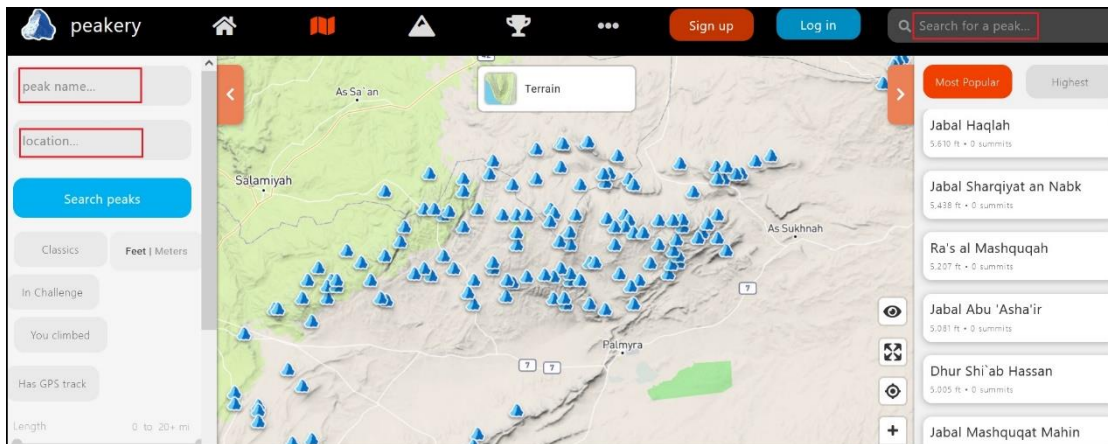 peakery
Sign up
Log in
Search for a peak...
peak name...
location...
Search peaks
Classics
Feet | Meters
In Challenge
You climbed
Has GPS track
Length
0 to 20+ mi
42
Terrain
As Sa`an
Salamiyah
As Sukhnah
7
Palmyra
7
7
Most Popular
Highest
Jabal Haqlah
5,610 ft • 0 summits
Jabal Sharqiyat an Nabk
5,438 ft • 0 summits
Ra's al Mashquqah
5,207 ft • 0 summits
Jabal Abu 'Asha'ir
5,081 ft • 0 summits
Dhur Shi`ab Hassan
5,005 ft • 0 summits
Jabal Mashquqat Mahin